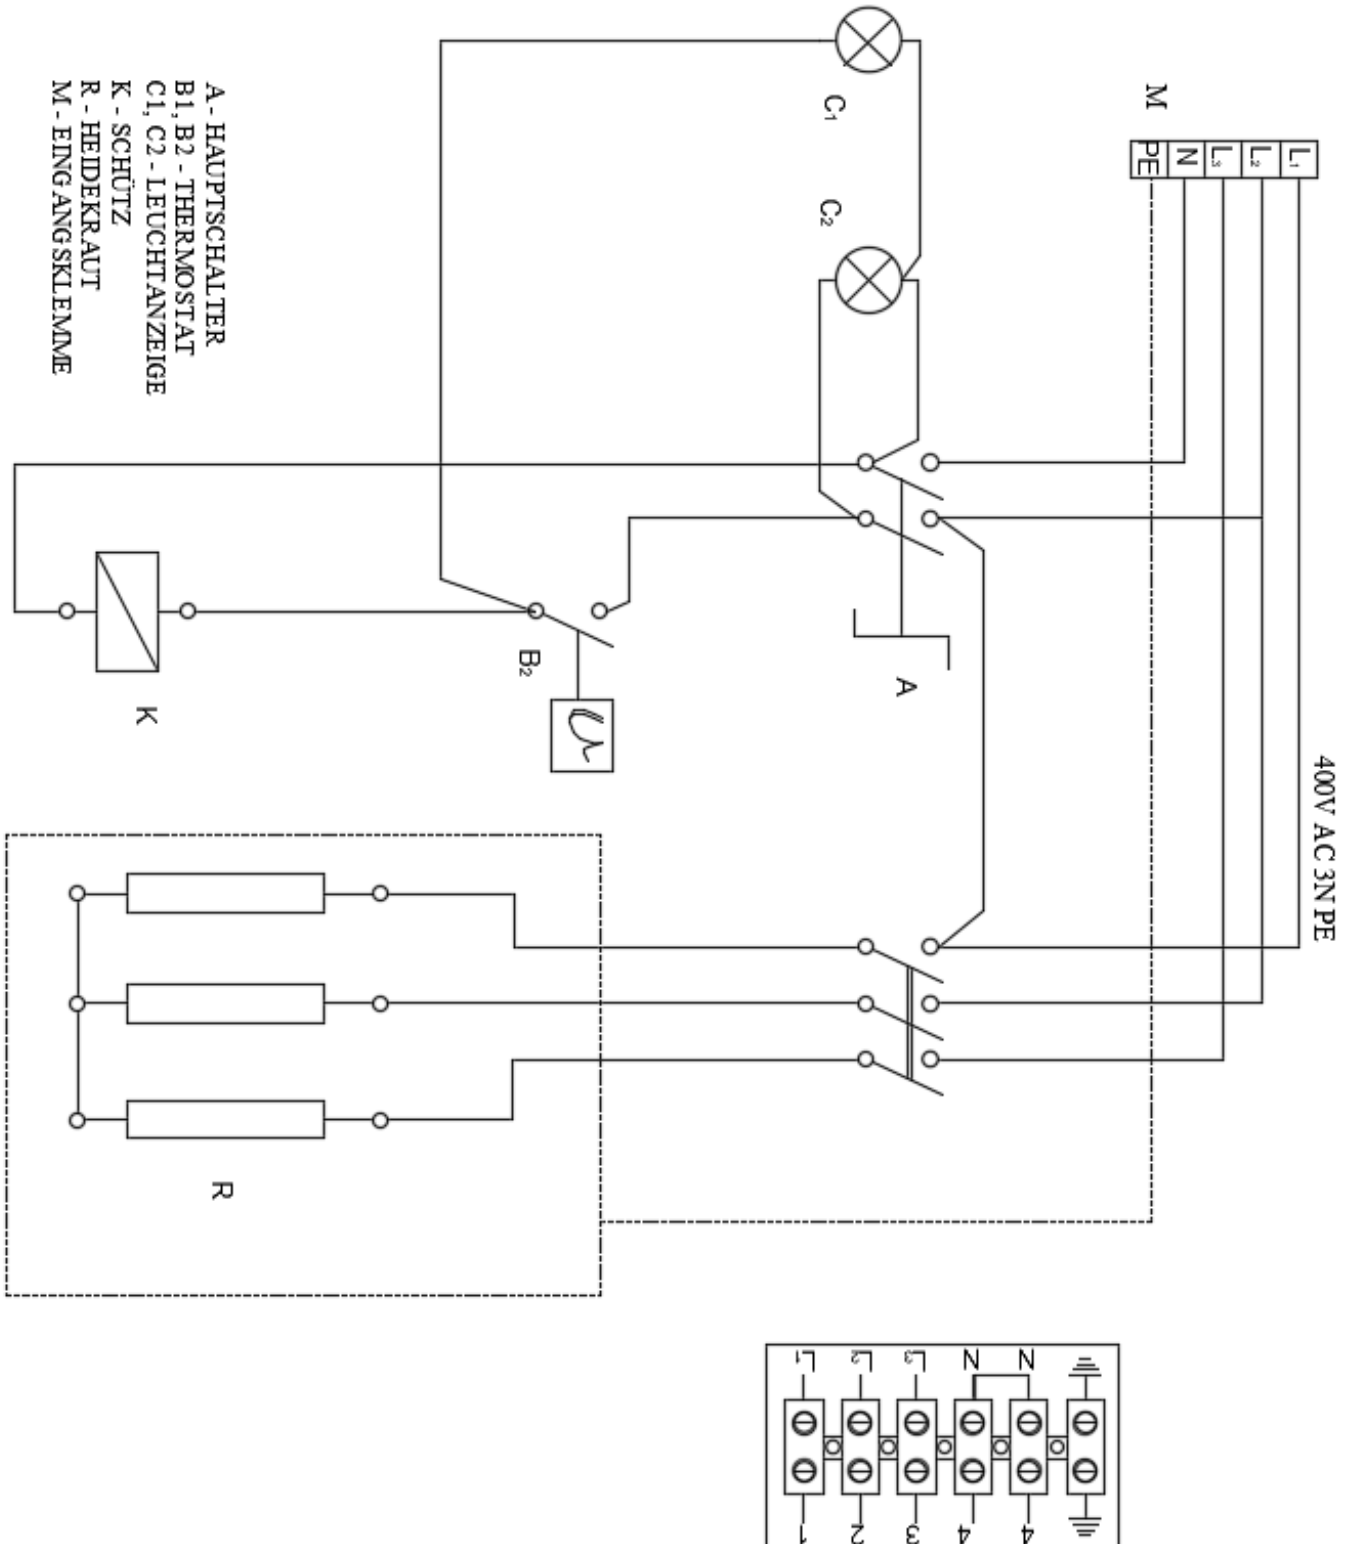 400V AC 3N PE
L₁
L₂
L₃
N
PE
M
C₁
C₂
A
B₂
K
R
A - HAUPTSCHALTER
B1, B2 - THERMOSTAT
C1, C2 - LEUCHTANZEIGE
K - SCHÜTZ
R - HEIDEKRAUT
M - EINGANGSKLEMME
L₁ L₂ L₃ N N
1 2 3 4 4